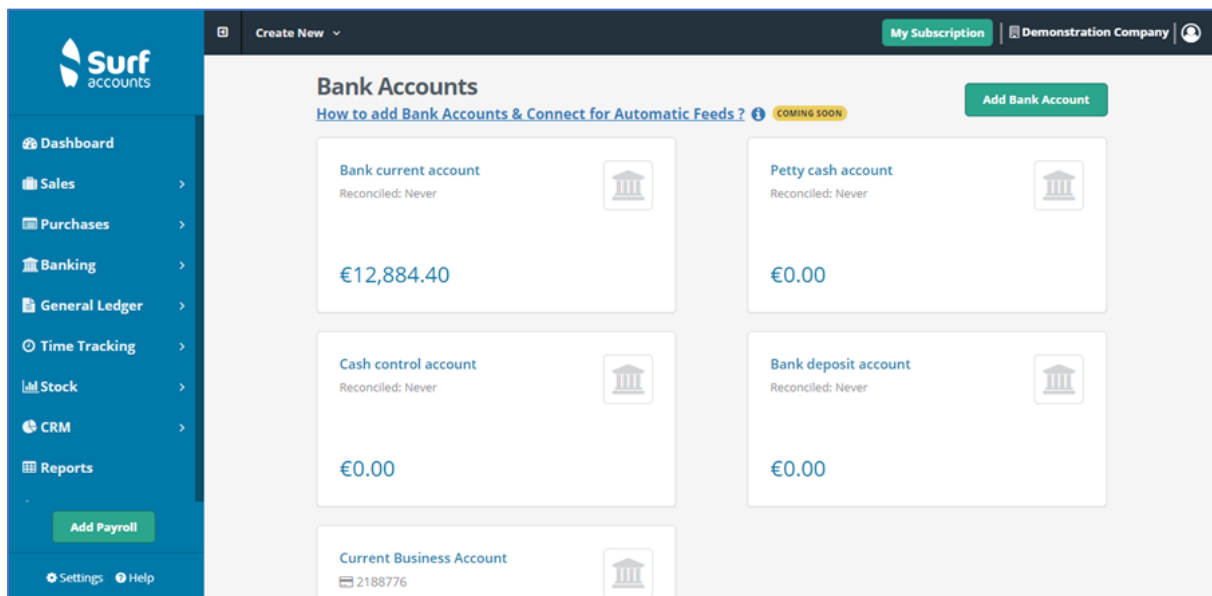 Surf
accounts
Dashboard
Sales
Purchases
Banking
General Ledger
Time Tracking
Stock
CRM
Reports
Add Payroll
Settings Help
Create New
My Subscription
Demonstration Company
Bank Accounts
How to add Bank Accounts & Connect for Automatic Feeds ? COMING SOON
Add Bank Account
Bank current account
Reconciled: Never
€12,884.40
Petty cash account
Reconciled: Never
€0.00
Cash control account
Reconciled: Never
€0.00
Bank deposit account
Reconciled: Never
€0.00
Current Business Account
2188776